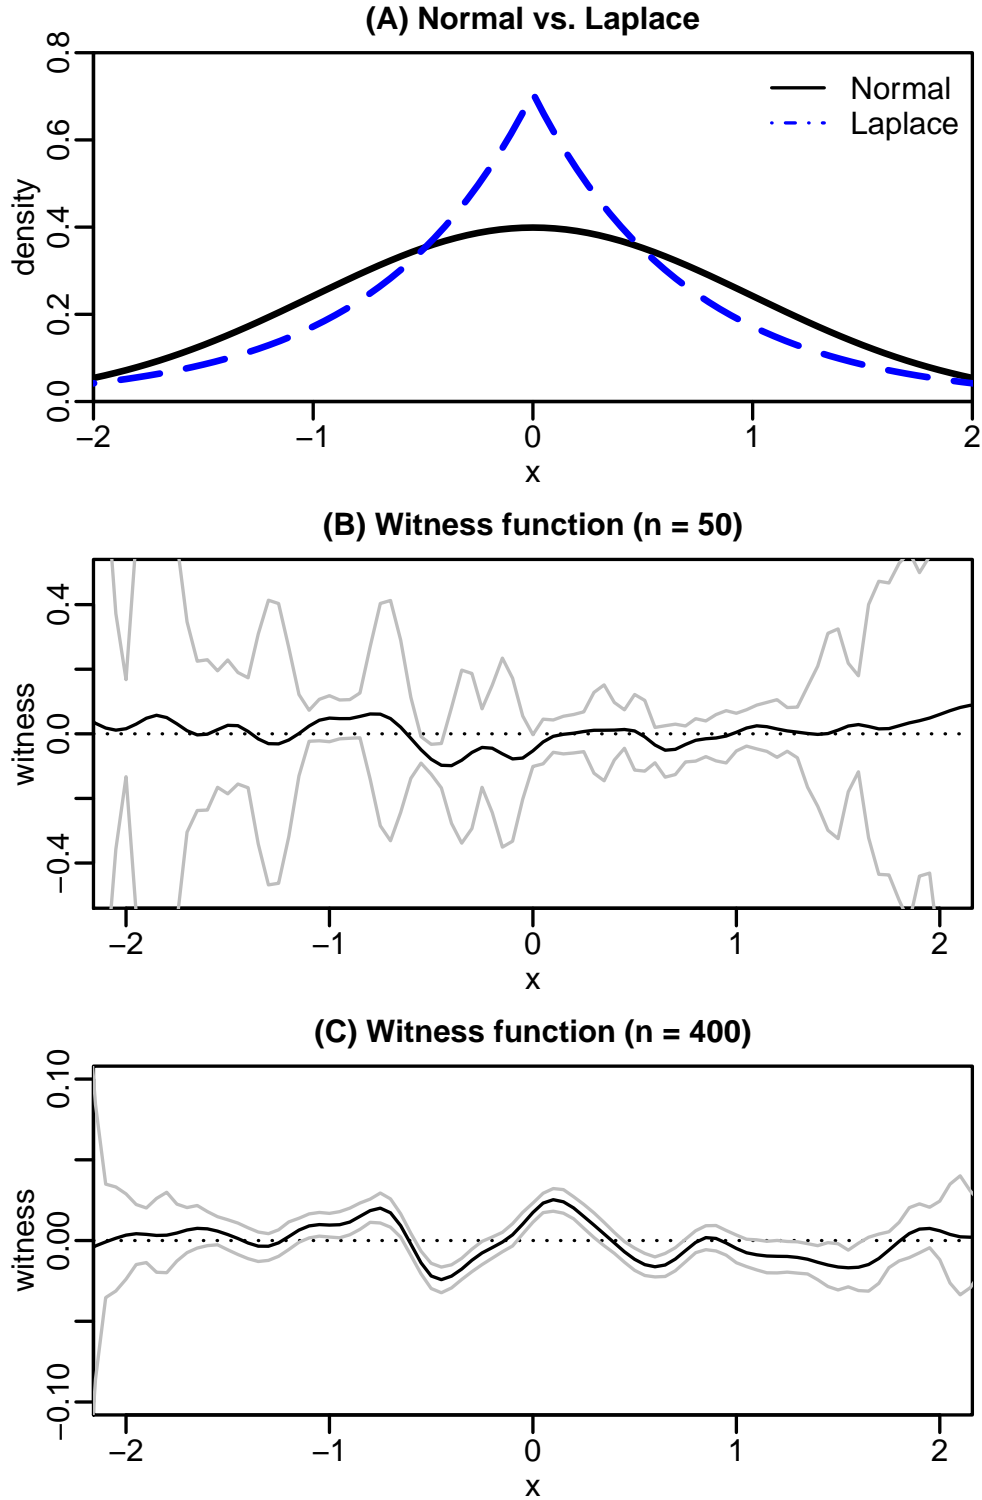 (A) Normal vs. Laplace
0.8
0.6
0.4
0.2
0.0
density
Normal
Laplace
−2 −1 0 1 2
x
(B) Witness function (n = 50)
0.4
0.0
−0.4
witness
−2 −1 0 1 2
x
(C) Witness function (n = 400)
0.10
0.00
−0.10
witness
−2 −1 0 1 2
x